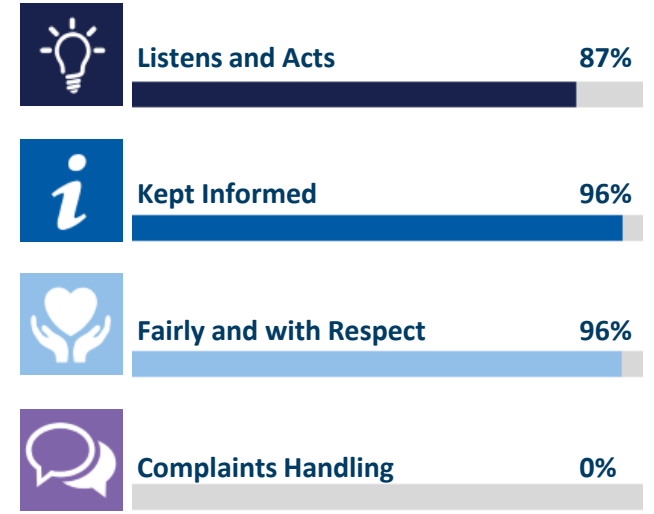 Listens and Acts 87%
Kept Informed 96%
Fairly and with Respect 96%
Complaints Handling 0%